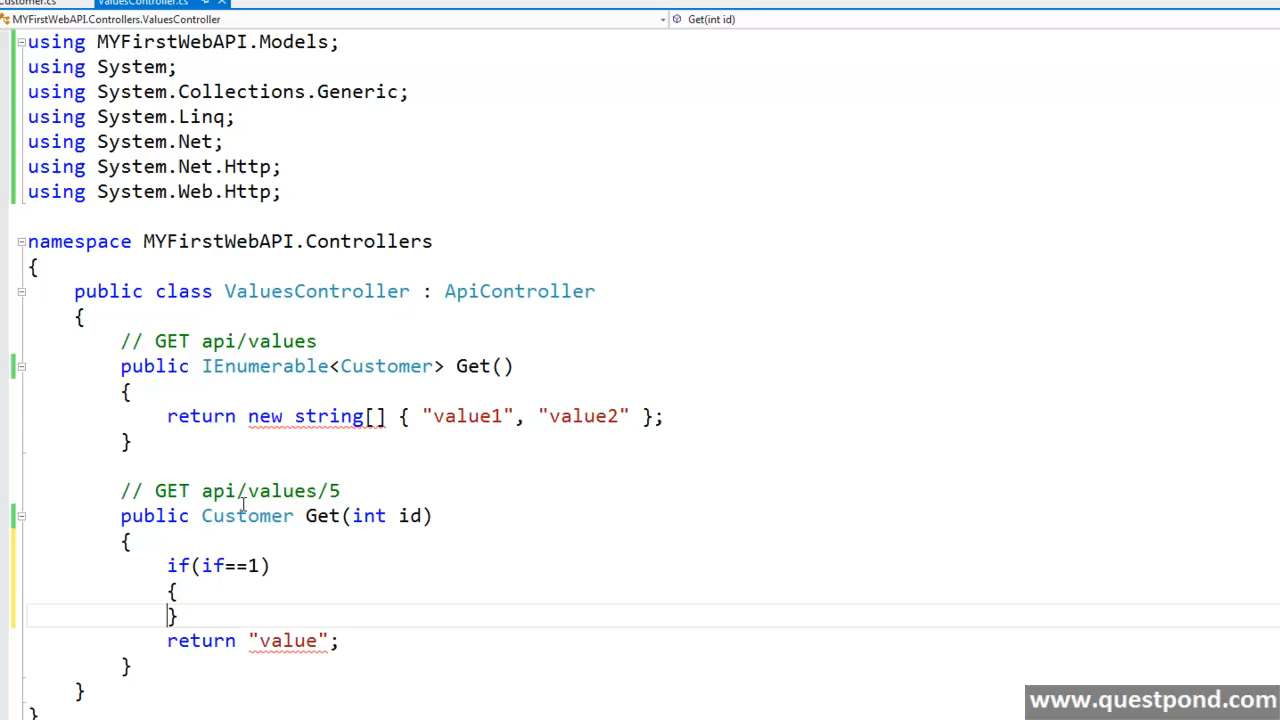 Customer.cs ValuesController.cs
MYFirstWebAPI.Controllers.ValuesController Get(int id)
using MYFirstWebAPI.Models;
using System;
using System.Collections.Generic;
using System.Linq;
using System.Net;
using System.Net.Http;
using System.Web.Http;
namespace MYFirstWebAPI.Controllers
{
public class ValuesController : ApiController
{
// GET api/values
public IEnumerable<Customer> Get()
{
return new string[] { "value1", "value2" };
}
// GET api/values/5
public Customer Get(int id)
{
if(if==1)
{
}
return "value";
}
}
}
www.questpond.com